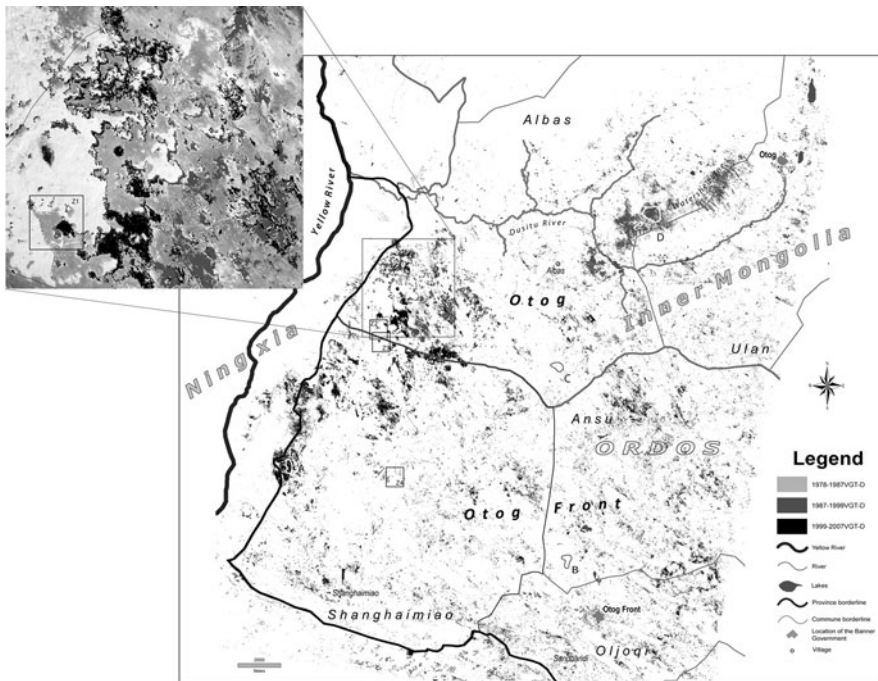 Z1
Yellow River
Albas
Otog
Dusitu River
D
Albas
Otog
Inner Mongolia
Ningxia
Ulan
C
Ansu
ORDOS
Legend
1978-1987VGT-D
1987-1999VGT-D
1999-2007VGT-D
Yellow River
River
Lakes
Province borderline
Commune borderline
Location of the Banner
Government
Village
Otog Front
B
Shanghaimiao
Shanghaimiao
Otog Front
Oljoqi